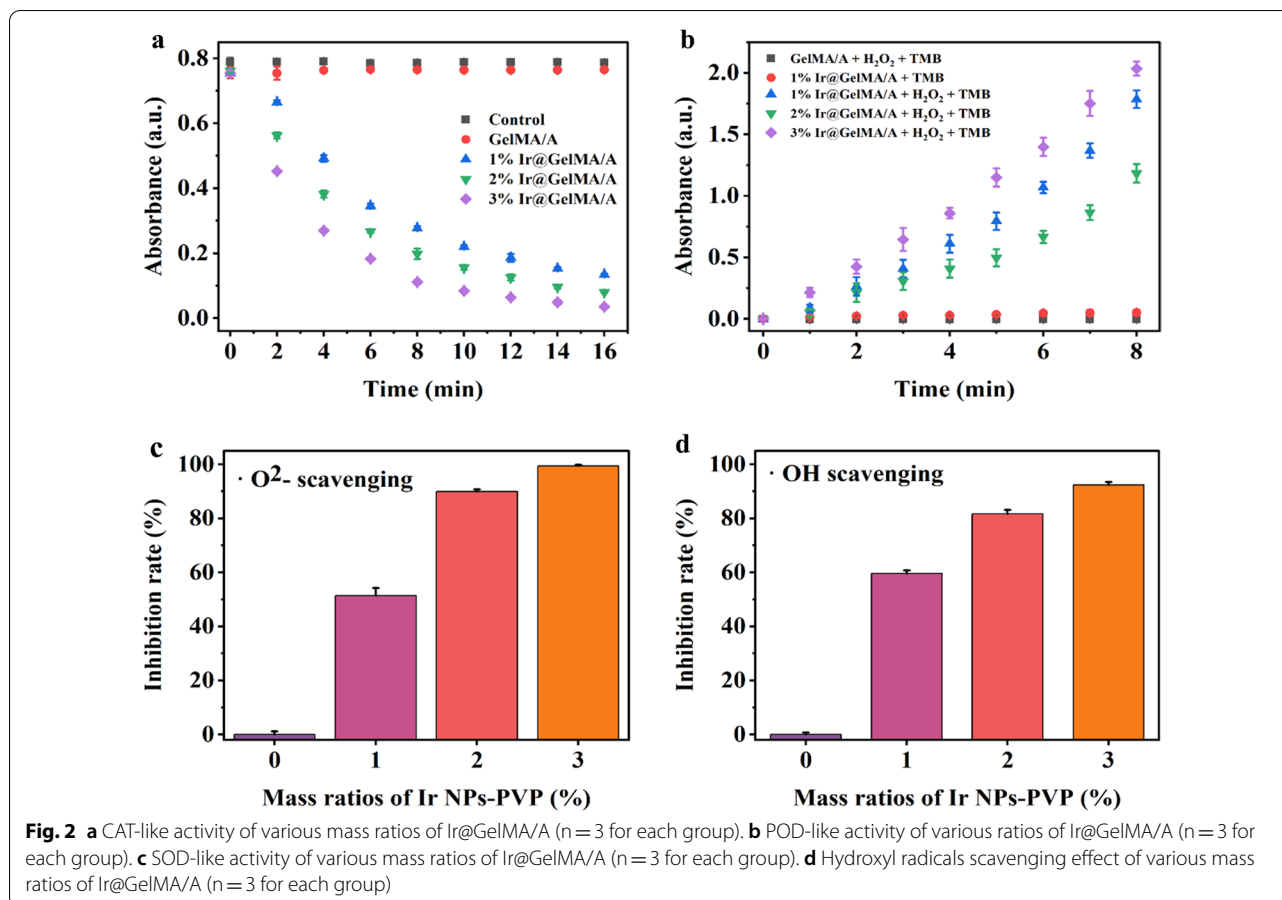 a
Absorbance (a.u.)
0.8
0.6
0.4
0.2
0.0
Control
GelMA/A
1% Ir@GelMA/A
2% Ir@GelMA/A
3% Ir@GelMA/A
0 2 4 6 8 10 12 14 16
Time (min)
b
Absorbance (a.u.)
2.0
1.5
1.0
0.5
0.0
GelMA/A + H₂O₂ + TMB
1% Ir@GelMA/A + TMB
1% Ir@GelMA/A + H₂O₂ + TMB
2% Ir@GelMA/A + H₂O₂ + TMB
3% Ir@GelMA/A + H₂O₂ + TMB
0 2 4 6 8
Time (min)
c
Inhibition rate (%)
100
80
60
40
20
0
· O²- scavenging
0 1 2 3
Mass ratios of Ir NPs-PVP (%)
d
Inhibition rate (%)
100
80
60
40
20
0
· OH scavenging
0 1 2 3
Mass ratios of Ir NPs-PVP (%)
Fig. 2 a CAT-like activity of various mass ratios of Ir@GelMA/A (n = 3 for each group). b POD-like activity of various ratios of Ir@GelMA/A (n = 3 for
each group). c SOD-like activity of various mass ratios of Ir@GelMA/A (n = 3 for each group). d Hydroxyl radicals scavenging effect of various mass
ratios of Ir@GelMA/A (n = 3 for each group)